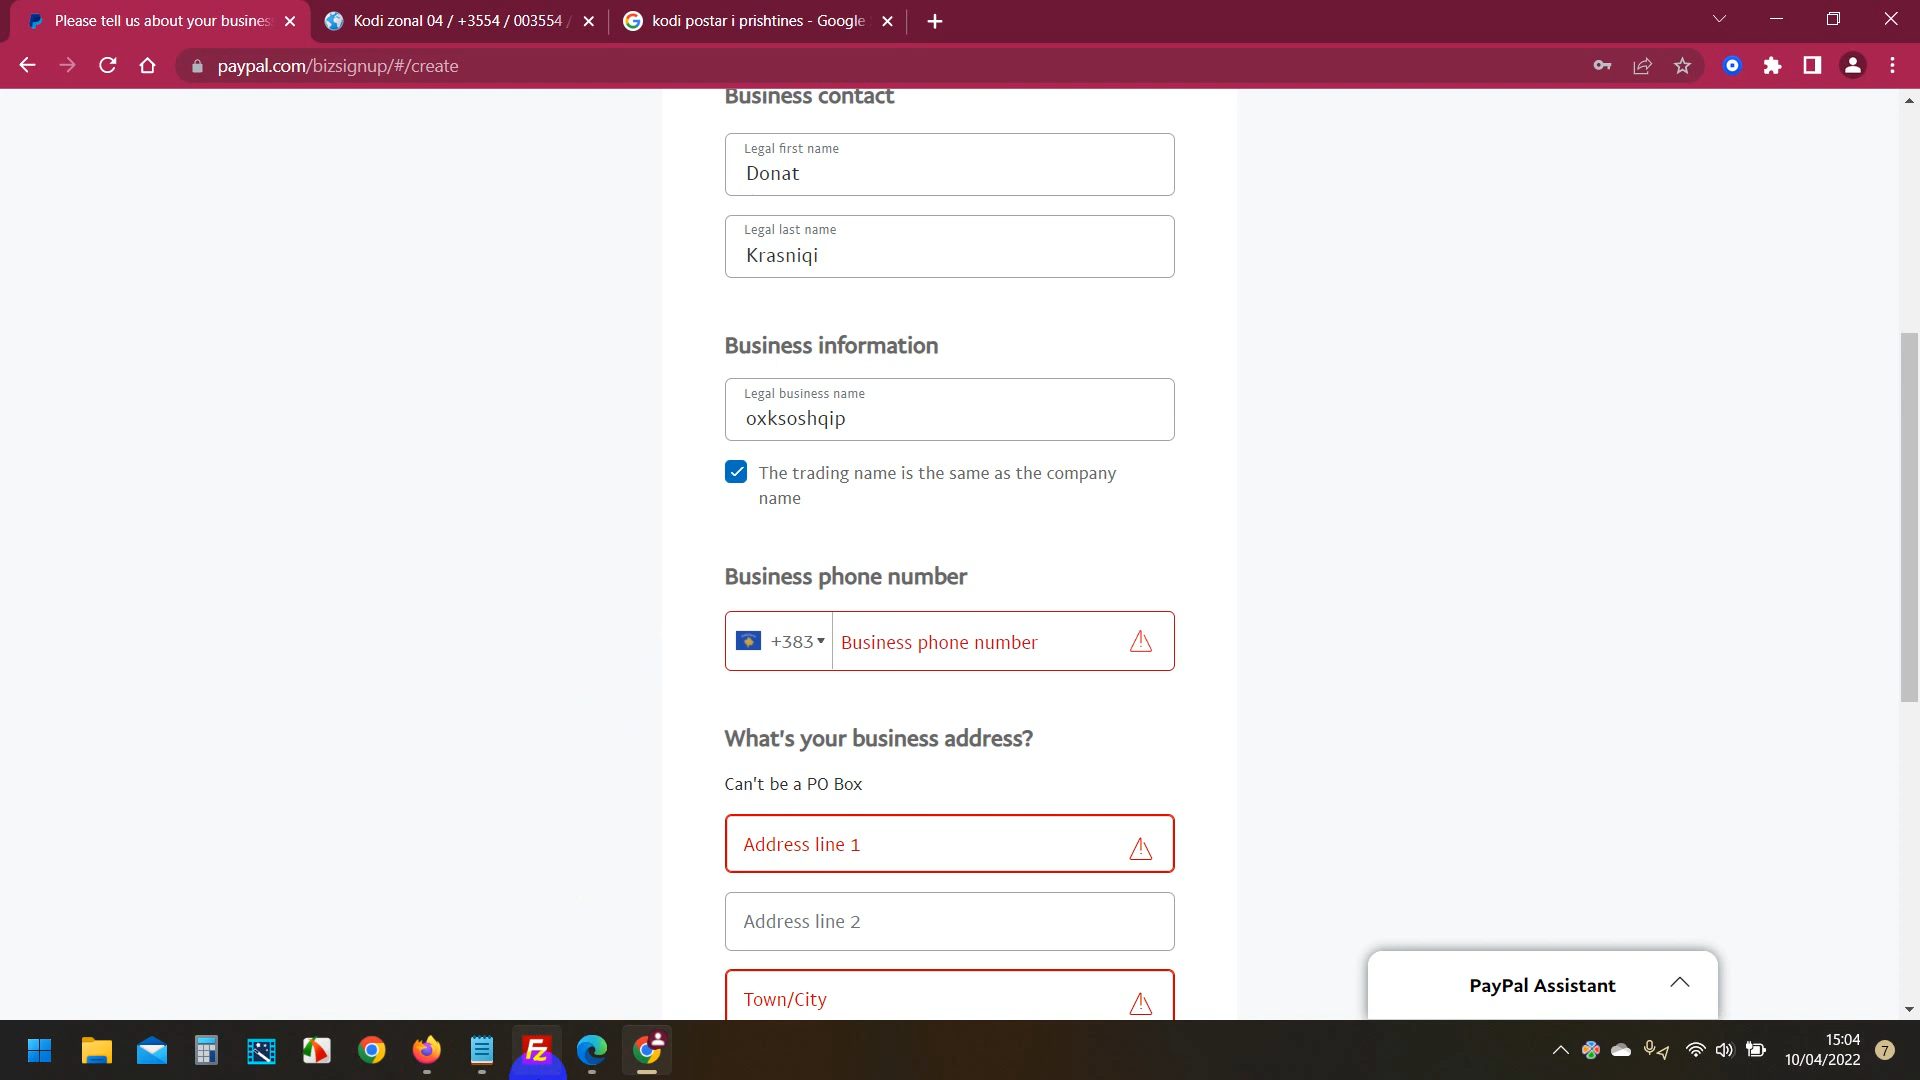 Please tell us about your busines
Kodi zonal 04 / +3554 / 003554 /
kodi postar i prishtines - Google
paypal.com/bizsignup/#/create
Business contact
Legal first name
Donat
Legal last name
Krasniqi
Business information
Legal business name
oxksoshqip
The trading name is the same as the company
name
Business phone number
+383
Business phone number
What's your business address?
Can't be a PO Box
Address line 1
Address line 2
Town/City
PayPal Assistant
Fz
15:04
10/04/2022
7